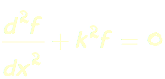 d²f/dx² + k²f = 0